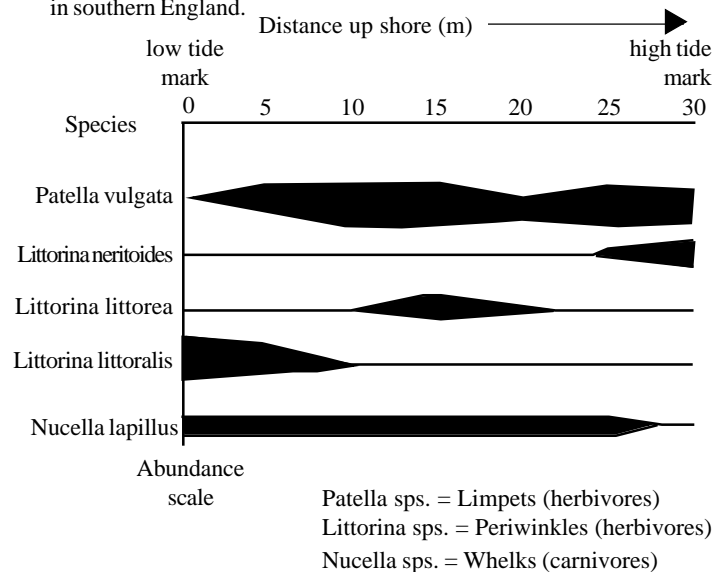 in southern England.
Distance up shore (m)
low tide mark
high tide mark
0 5 10 15 20 25 30
Species
Patella vulgata
Littorina neritoides
Littorina littorea
Littorina littoralis
Nucella lapillus
Abundance scale
Patella sps. = Limpets (herbivores)
Littorina sps. = Periwinkles (herbivores)
Nucella sps. = Whelks (carnivores)